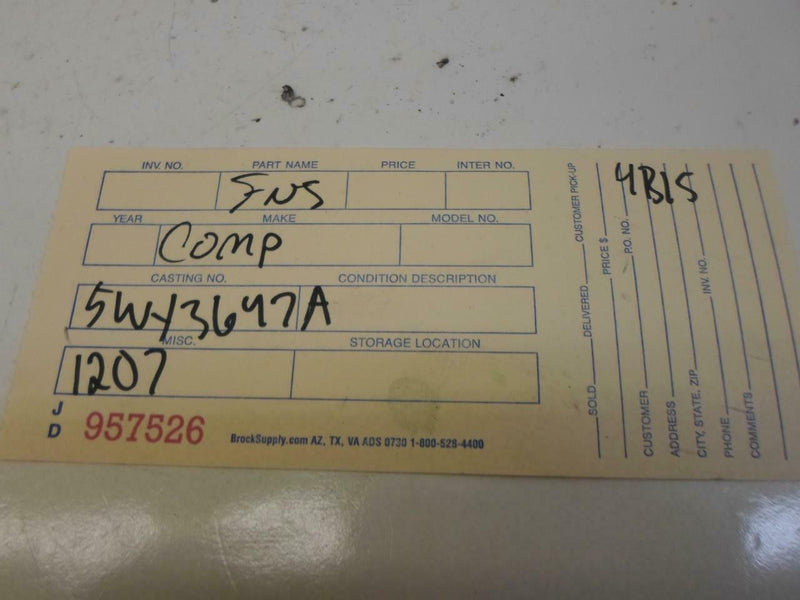 INV. NO. PART NAME PRICE INTER NO.
ENS
YEAR MAKE MODEL NO.
COMP
CASTING NO. CONDITION DESCRIPTION
5WY3647A
MISC. STORAGE LOCATION
1207
J D 957526
BrockSupply.com AZ, TX, VA ADS 0730 1-800-528-4400
SOLD DELIVERED CUSTOMER PICK-UP
PRICE $
4B15
CUSTOMER P.O. NO.
ADDRESS
CITY, STATE, ZIP INV. NO.
PHONE
COMMENTS